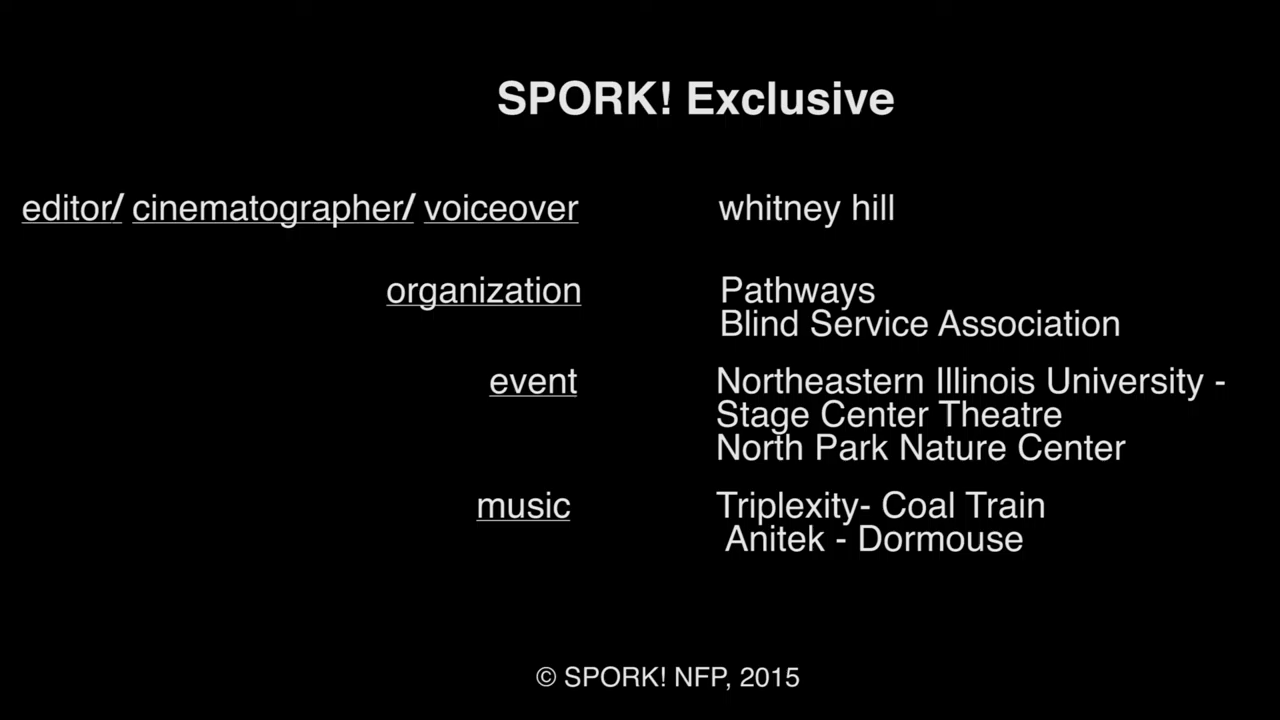 SPORK! Exclusive
editor/ cinematographer/ voiceover whitney hill
organization Pathways
Blind Service Association
event Northeastern Illinois University -
Stage Center Theatre
North Park Nature Center
music Triplexity- Coal Train
Anitek - Dormouse
© SPORK! NFP, 2015